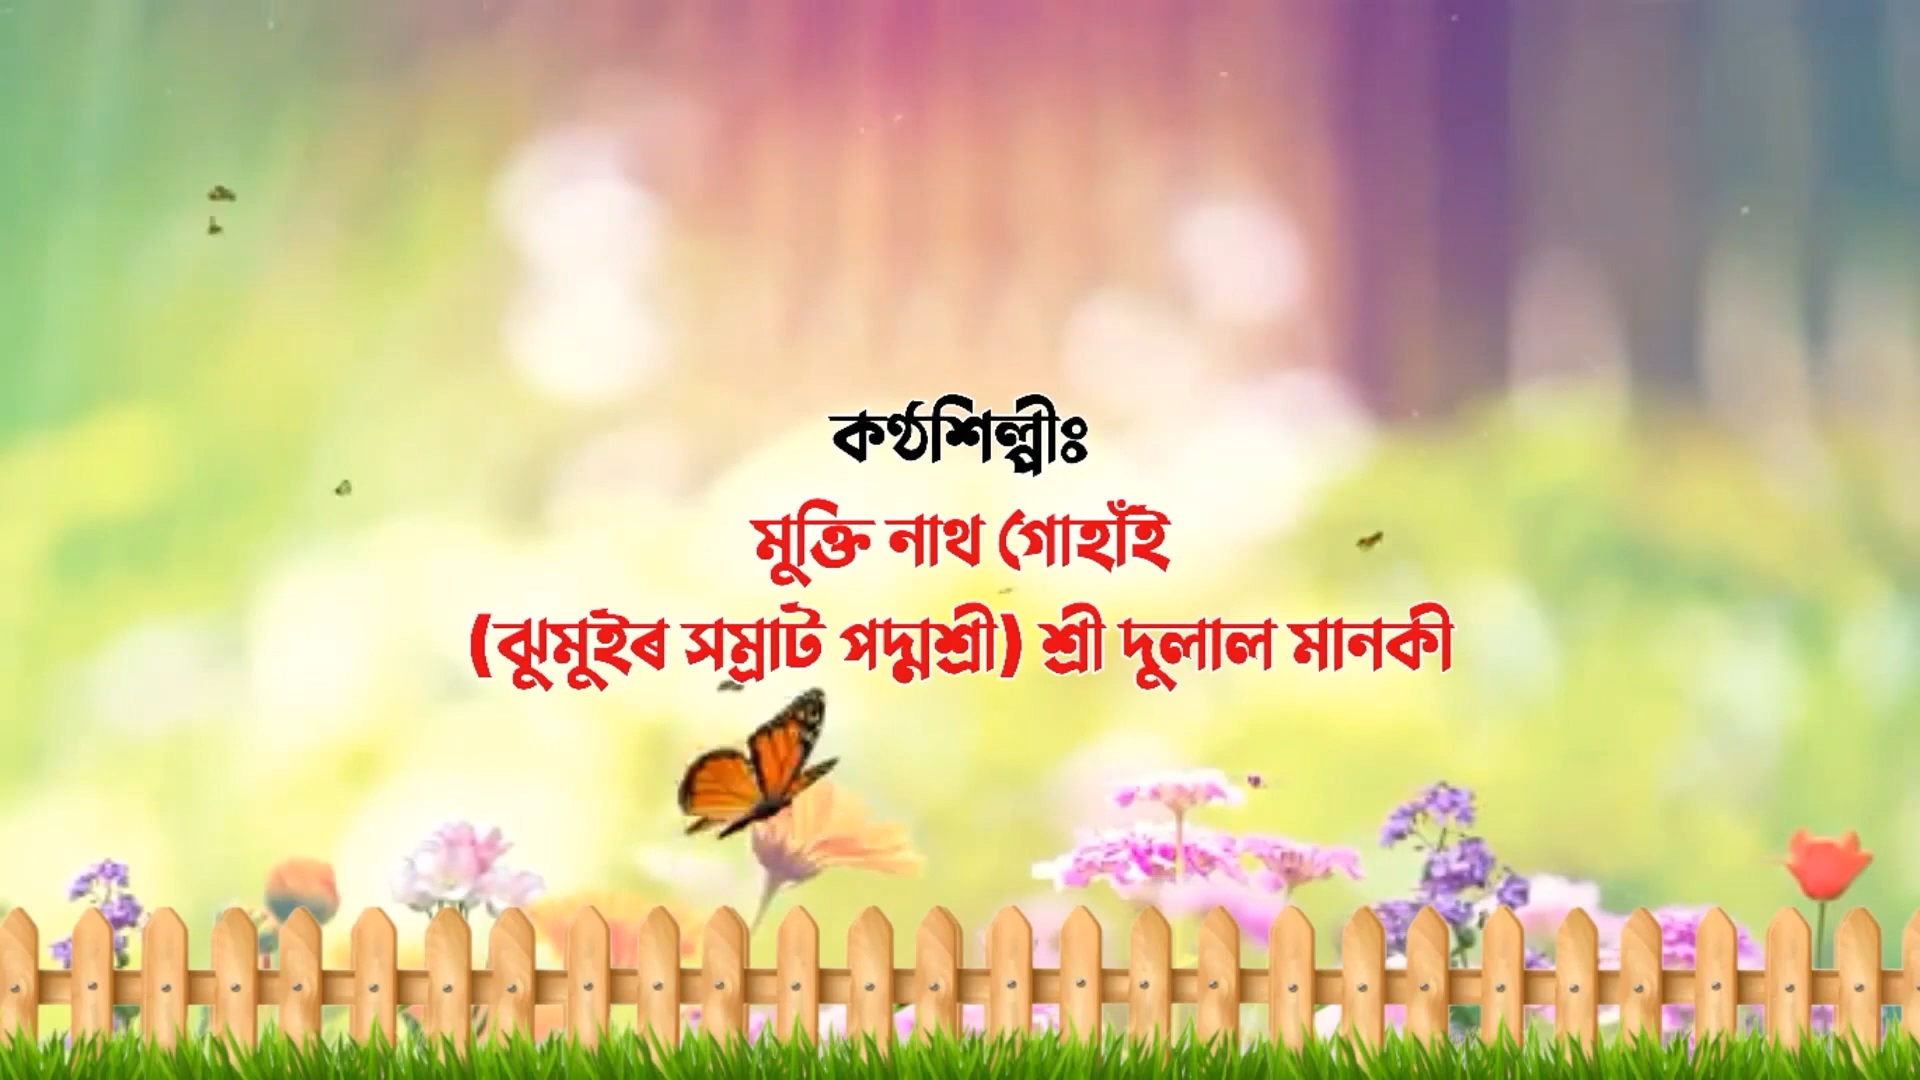 কণ্ঠশিল্পীঃ
মুক্তি নাথ গোহাঁই
(ঝুমুইৰ সম্ৰাট পদ্মশ্ৰী) শ্ৰী দুলাল মানকী